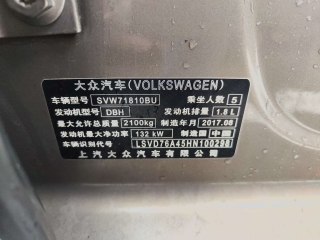 大众汽车(VOLKSWAGEN)
车辆型号 SVW71810BU 乘坐人数 5
发动机型号 DBH 发动机排量 1.8 L
最大允许总质量 2100kg 制造年月 2017.08
发动机最大净功率 132 kW 制造国 中国
车辆识别代号 LSVD76A45HN100298
上汽大众汽车有限公司